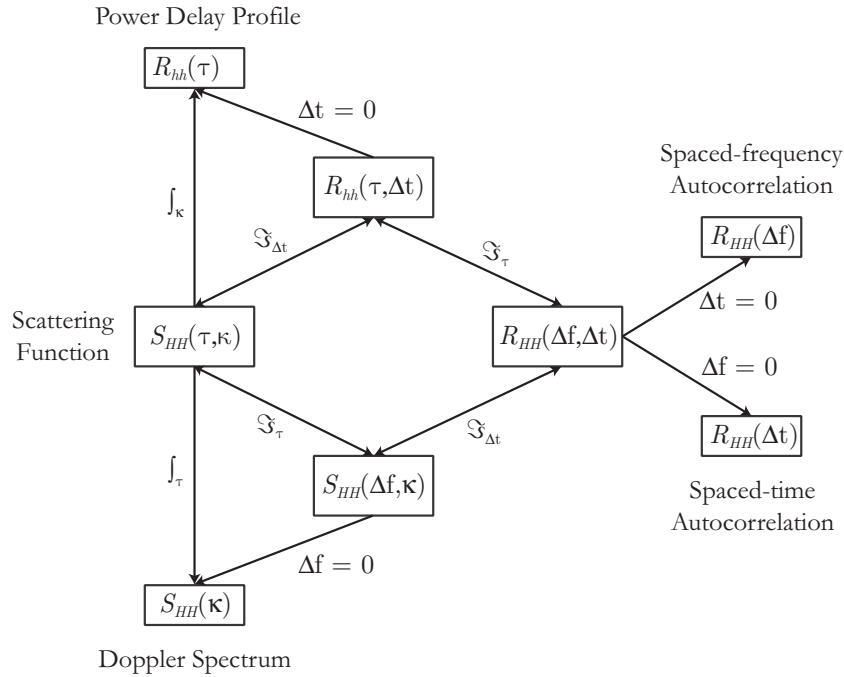 Power Delay Profile
R_hh(τ)
Δt = 0
Spaced-frequency
Autocorrelation
R_hh(τ,Δt)
∫_κ
R_HH(Δf)
ℑ_Δt
ℑ_τ
Δt = 0
Scattering
Function
S_HH(τ,κ)
R_HH(Δf,Δt)
Δf = 0
ℑ_τ
ℑ_Δt
R_HH(Δt)
∫_τ
S_HH(Δf,κ)
Spaced-time
Autocorrelation
Δf = 0
S_HH(κ)
Doppler Spectrum